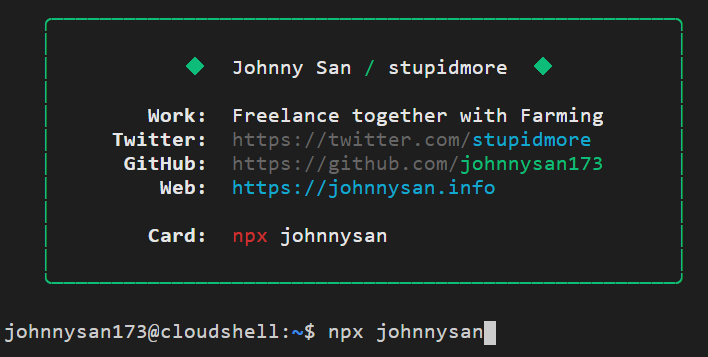 Johnny San / stupidmore
Work: Freelance together with Farming
Twitter: https://twitter.com/stupidmore
GitHub: https://github.com/johnnysan173
Web: https://johnnysan.info
Card: npx johnnysan
johnnysan173@cloudshell:~$ npx johnnysan